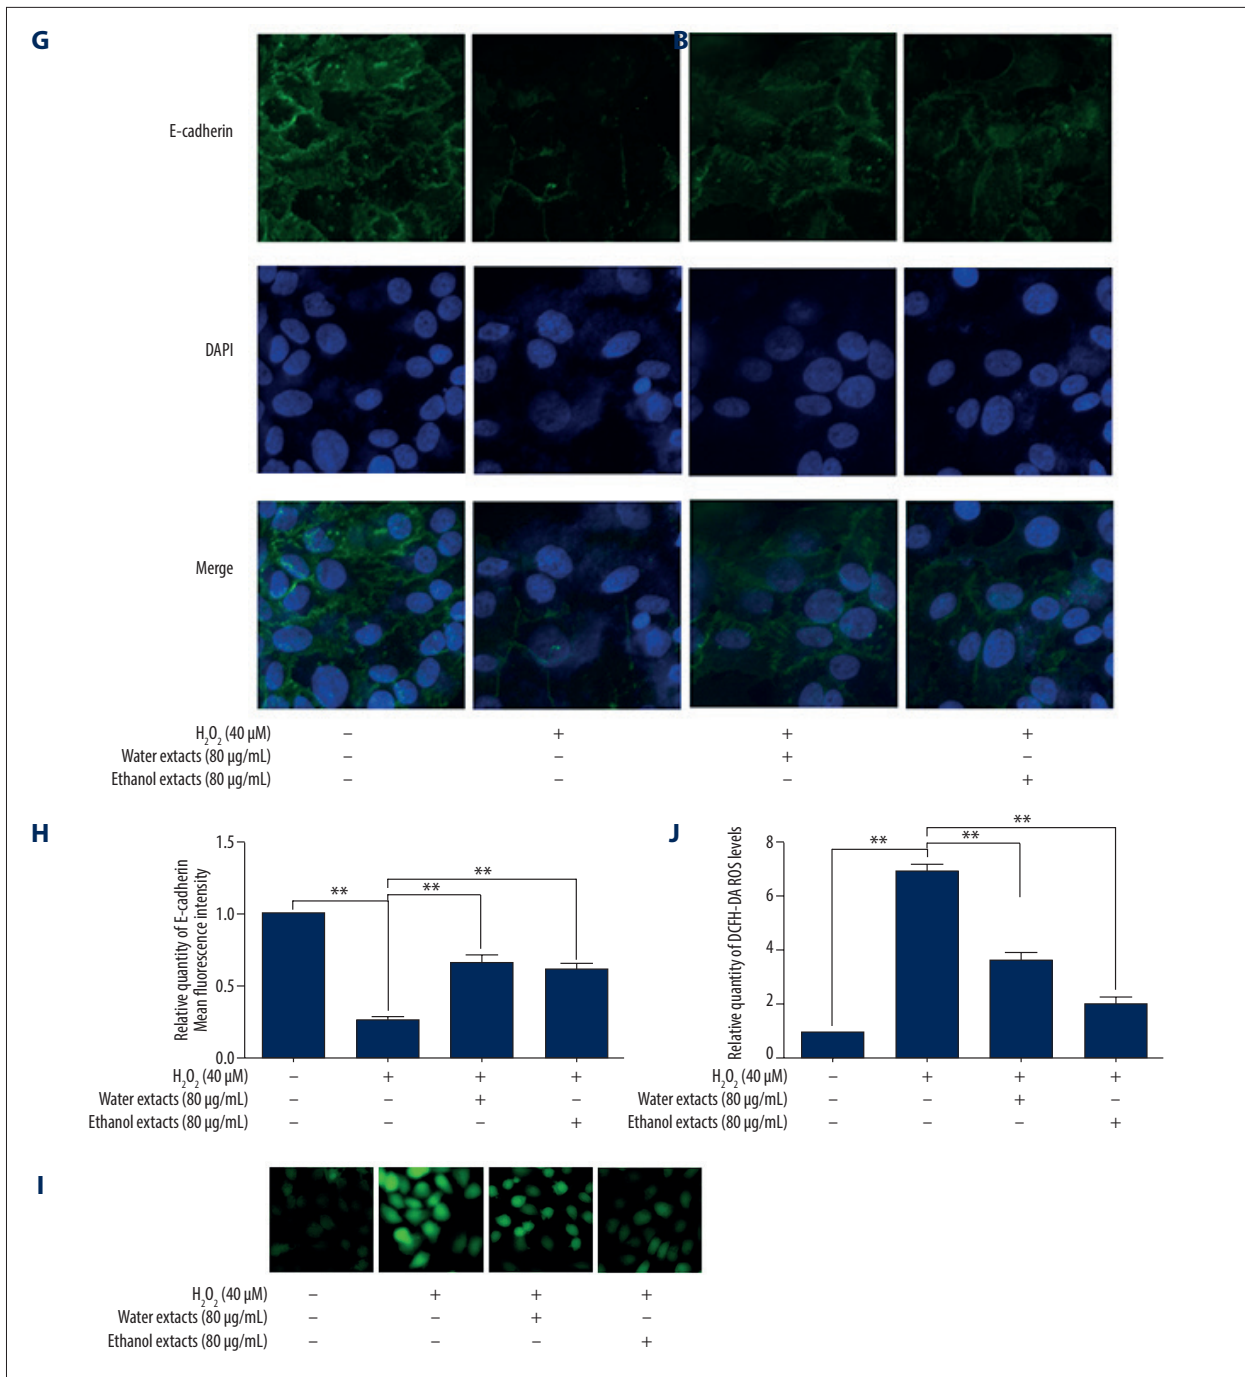 G
B
E-cadherin
DAPI
Merge
H₂O₂ (40 µM) – + + +
Water extacts (80 µg/mL) – – + –
Ethanol extacts (80 µg/mL) – – – +
H
Relative quantity of E-cadherin
Mean fluorescence intensity
1.5
1.0
0.5
0.0
** ** **
H₂O₂ (40 µM) – + + +
Water extacts (80 µg/mL) – – + –
Ethanol extacts (80 µg/mL) – – – +
J
Relative quantity of DCFH-DA ROS levels
8
6
4
2
0
** ** **
H₂O₂ (40 µM) – + + +
Water extacts (80 µg/mL) – – + –
Ethanol extacts (80 µg/mL) – – – +
I
H₂O₂ (40 µM) – + + +
Water extacts (80 µg/mL) – – + –
Ethanol extacts (80 µg/mL) – – – +